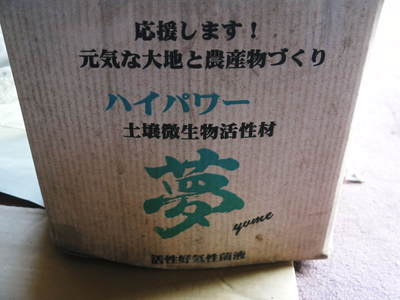 応援します!
元気な大地と農産物づくり
ハイパワー
土壌微生物活性材
夢
yume
活性好気性菌液